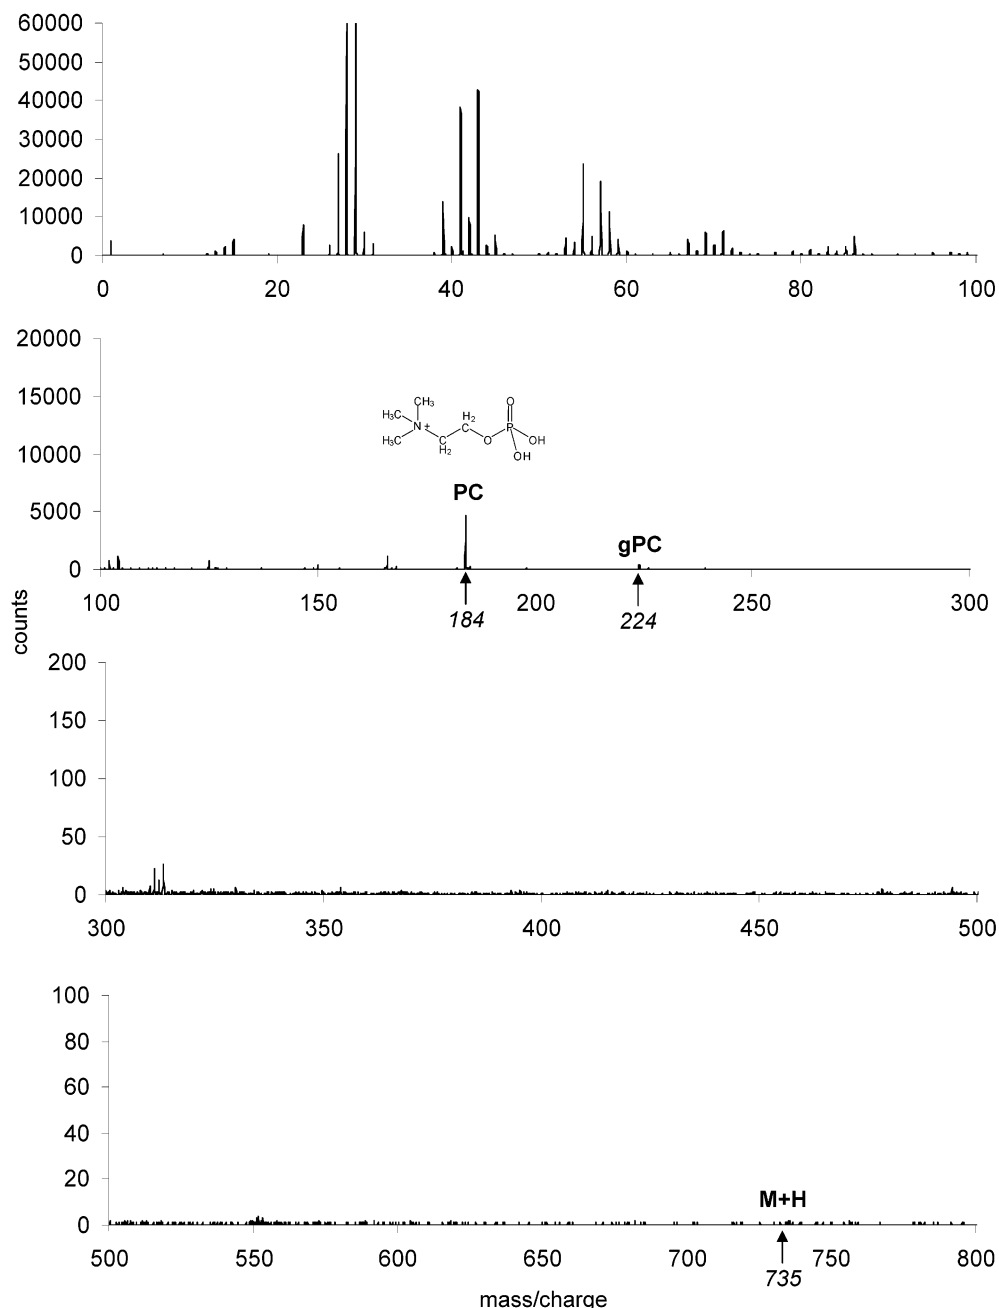 60000
50000
40000
30000
20000
10000
0
0 20 40 60 80 100
20000
15000
10000
5000
0
CH3
H3C
N+
H3C
C
H2
H2
C
O
O
P
OH
OH
PC
gPC
100 150 200 250 300
184 224
counts
200
150
100
50
0
300 350 400 450 500
100
80
60
40
20
0
M+H
500 550 600 650 700 750 800
735
mass/charge